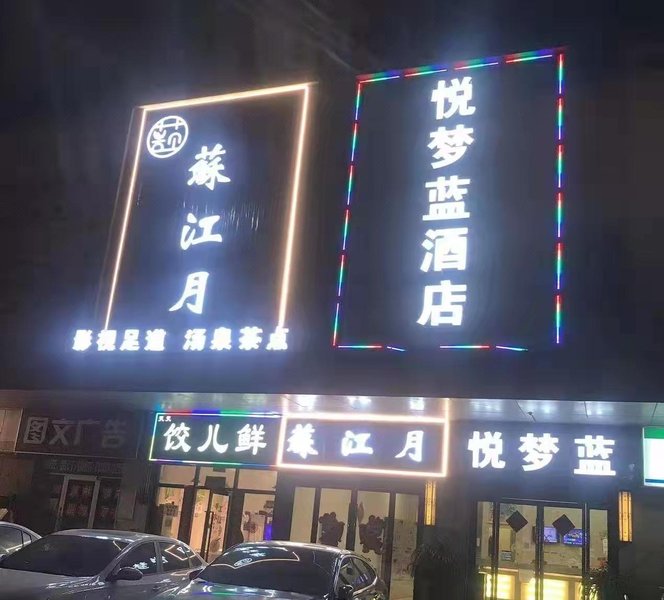 蘇江月
影视足道 汤泉茶点
悦梦蓝酒店
图文广告
饺儿鲜
蘇江月
悦梦蓝